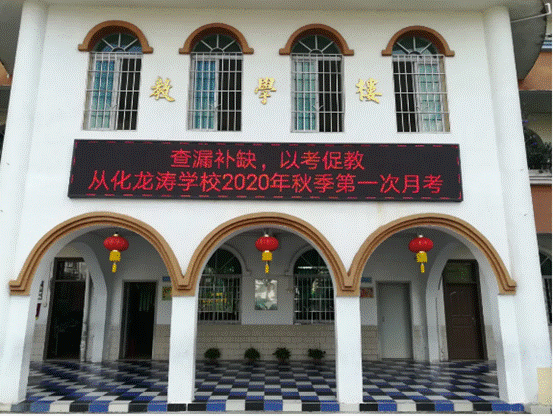 教學樓
查漏补缺，以考促教
从化龙涛学校2020年秋季第一次月考